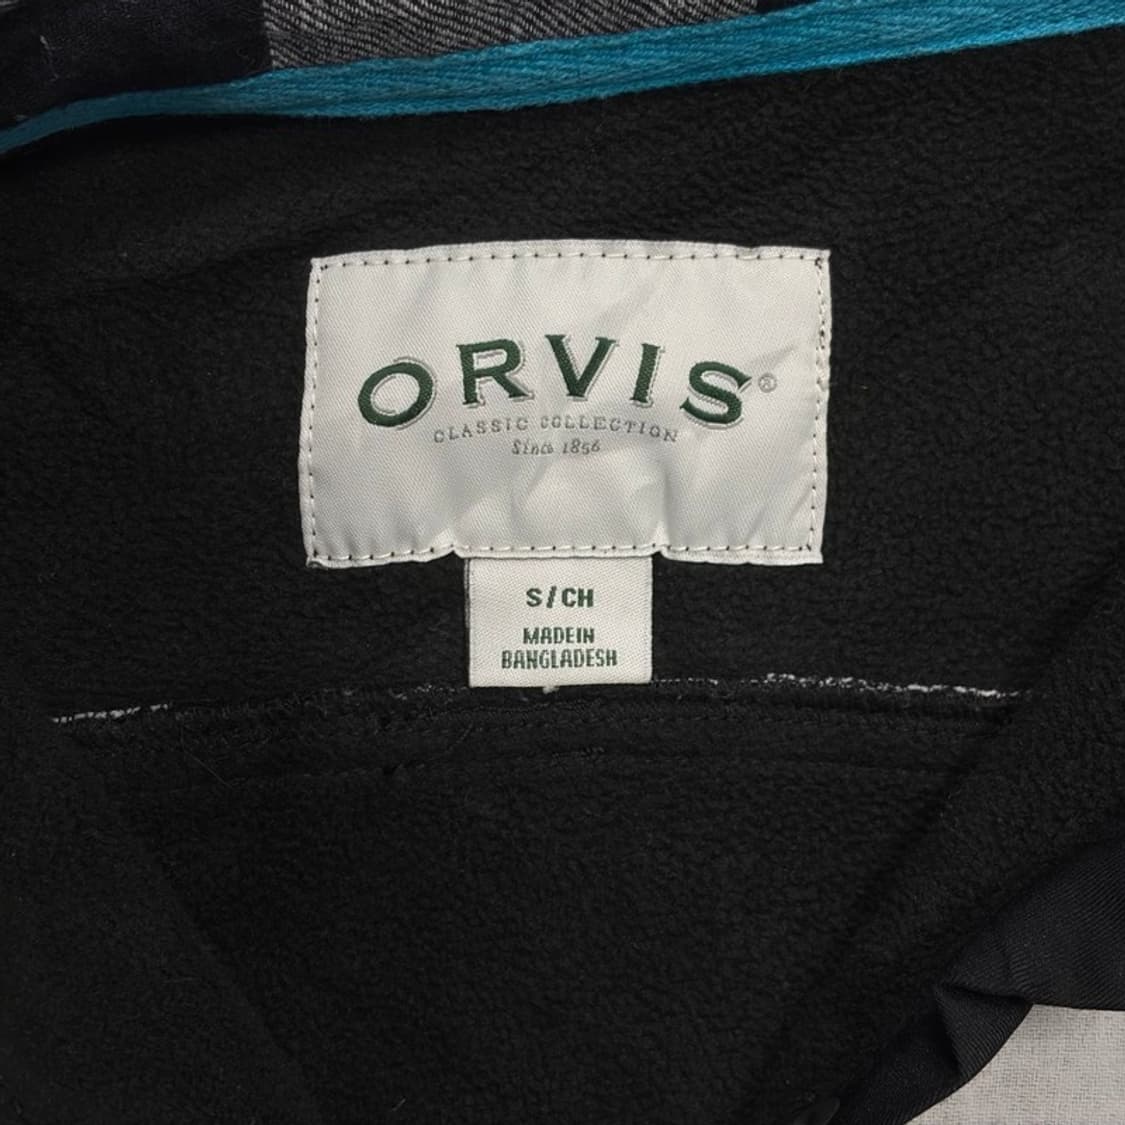 ORVIS®
CLASSIC COLLECTION
Since 1856
S/CH
MADEIN
BANGLADESH